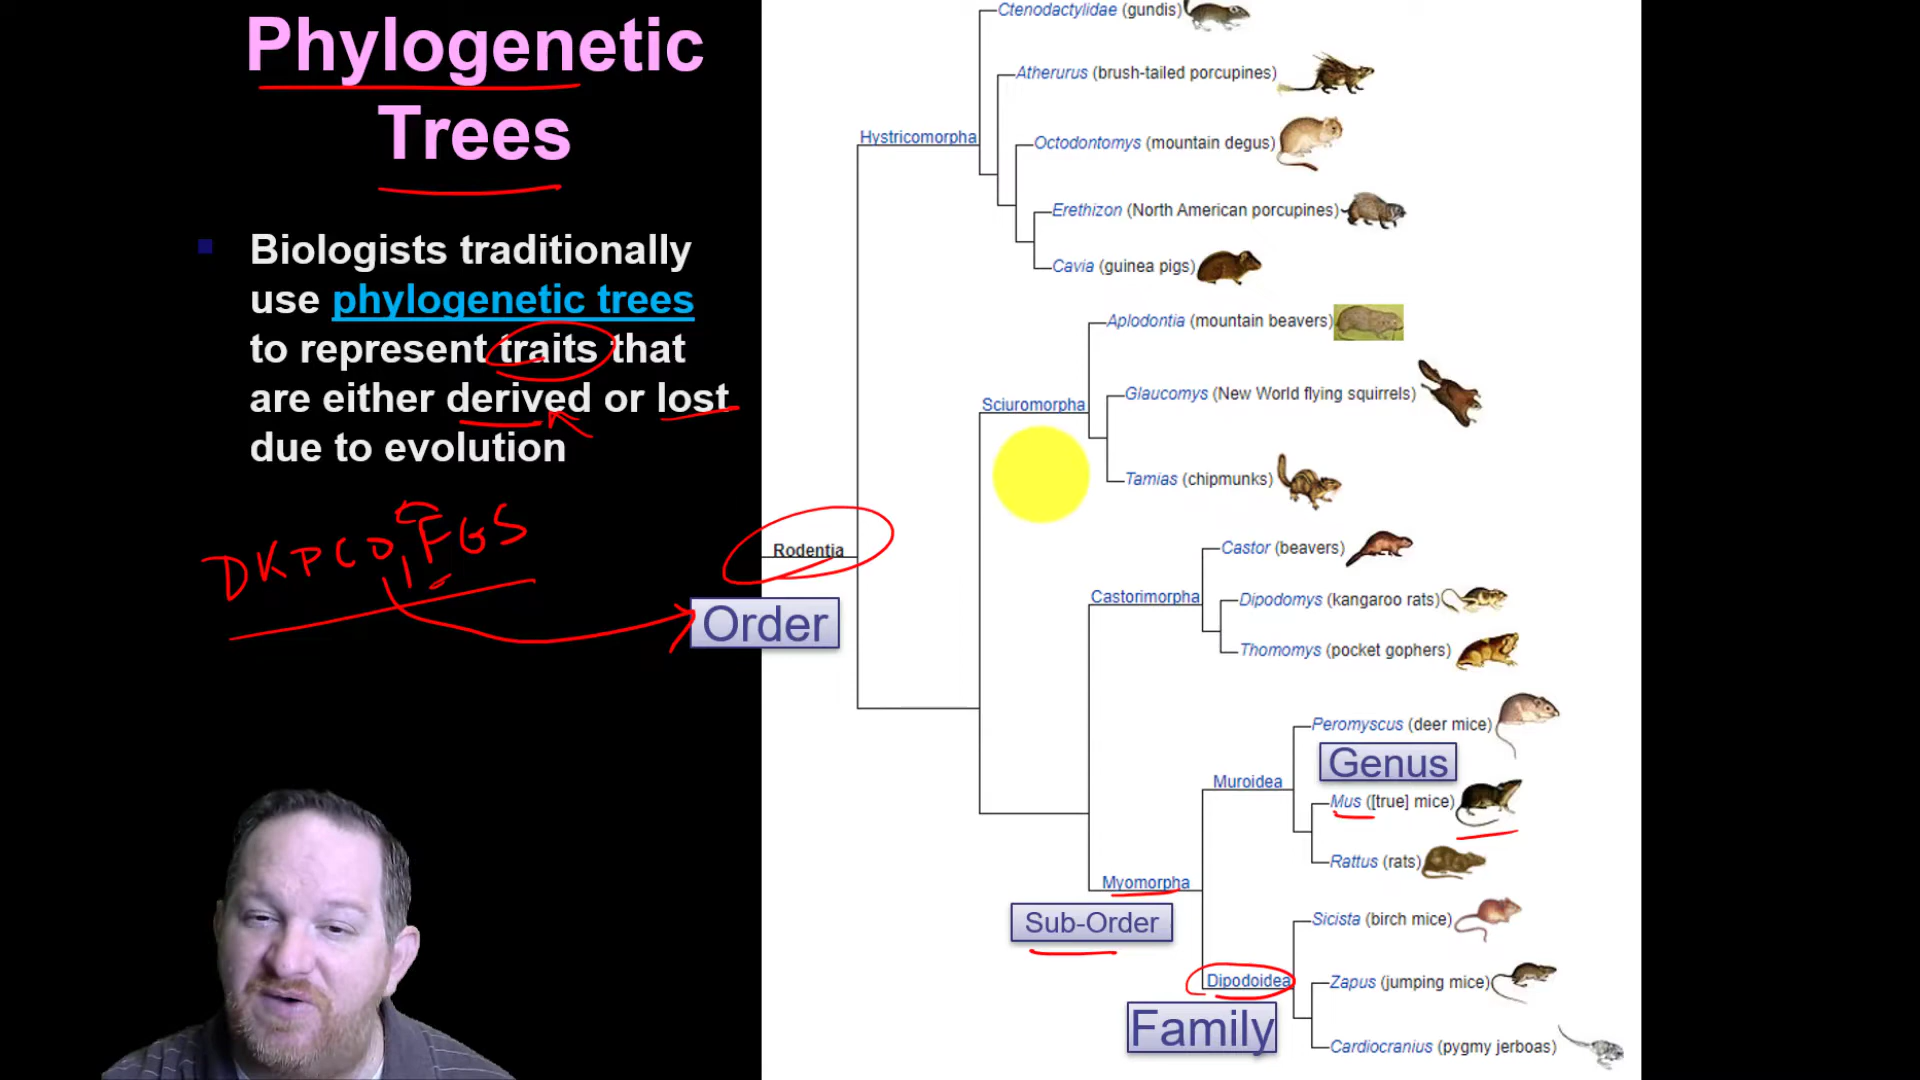 Phylogenetic
Trees
Biologists traditionally
use phylogenetic trees
to represent traits that
are either derived or lost
due to evolution
DKPCOFGS
Rodentia
Order
Hystricomorpha
Ctenodactylidae (gundis)
Atherurus (brush-tailed porcupines)
Octodontomys (mountain degus)
Erethizon (North American porcupines)
Cavia (guinea pigs)
Sciuromorpha
Aplodontia (mountain beavers)
Glaucomys (New World flying squirrels)
Tamias (chipmunks)
Castorimorpha
Castor (beavers)
Dipodomys (kangaroo rats)
Thomomys (pocket gophers)
Myomorpha
Sub-Order
Muroidea
Peromyscus (deer mice)
Genus
Mus ([true] mice)
Rattus (rats)
Dipodoidea
Family
Sicista (birch mice)
Zapus (jumping mice)
Cardiocranius (pygmy jerboas)